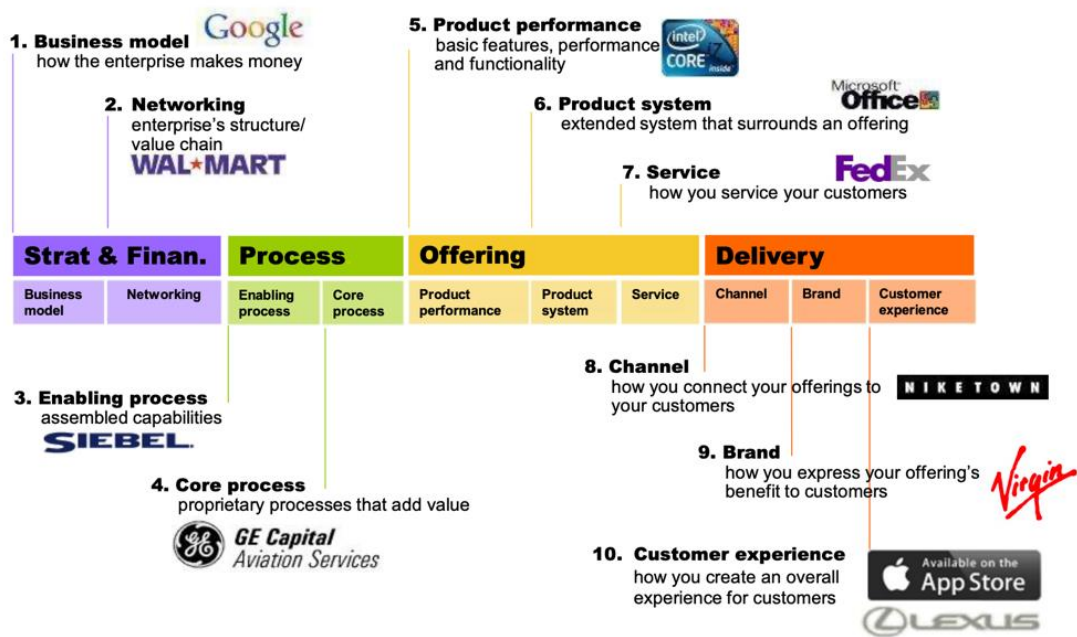 1. Business model
how the enterprise makes money
Google
2. Networking
enterprise's structure/
value chain
WAL★MART
5. Product performance
basic features, performance
and functionality
intel
CORE i7
inside
6. Product system
extended system that surrounds an offering
Microsoft
Office
7. Service
how you service your customers
FedEx
Strat & Finan.
Process
Offering
Delivery
Business
model
Networking
Enabling
process
Core
process
Product
performance
Product
system
Service
Channel
Brand
Customer
experience
3. Enabling process
assembled capabilities
SIEBEL.
4. Core process
proprietary processes that add value
GE
GE Capital
Aviation Services
8. Channel
how you connect your offerings to
your customers
NIKETOWN
9. Brand
how you express your offering's
benefit to customers
Virgin
10. Customer experience
how you create an overall
experience for customers
Available on the
App Store
LEXUS